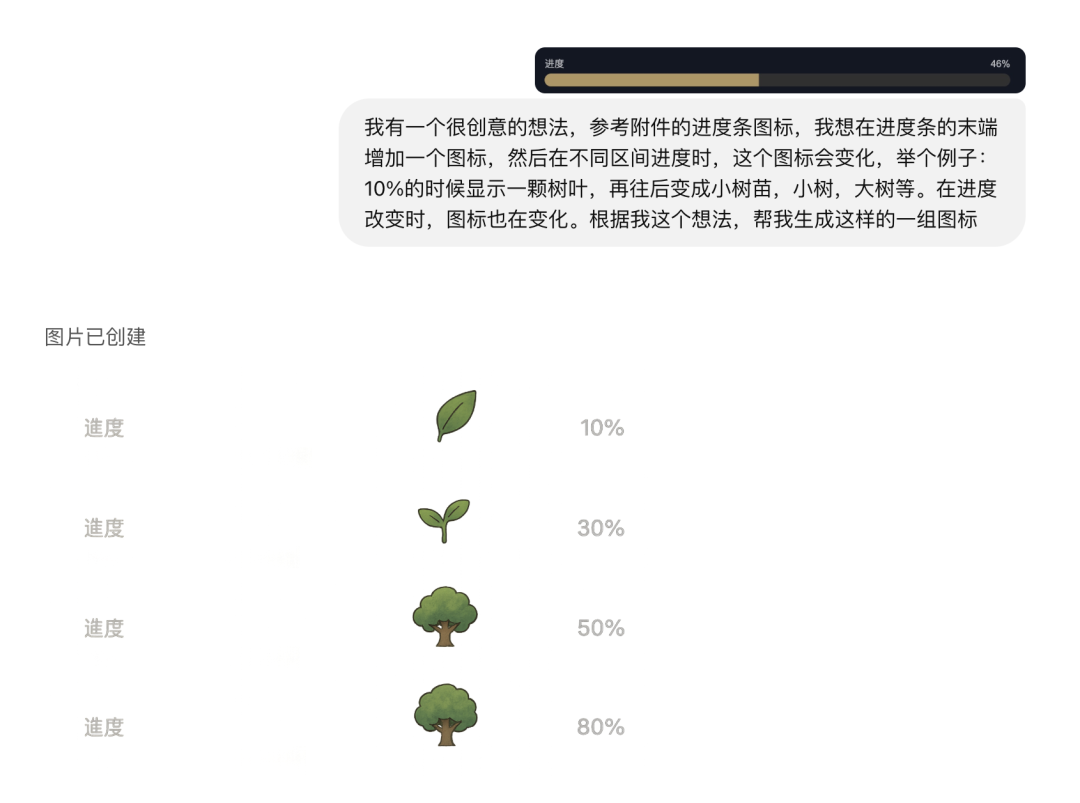 进度 46%
我有一个很创意的想法，参考附件的进度条图标，我想在进度条的末端
增加一个图标，然后在不同区间进度时，这个图标会变化，举个例子：
10%的时候显示一颗树叶，再往后变成小树苗，小树，大树等。在进度
改变时，图标也在变化。根据我这个想法，帮我生成这样的一组图标
图片已创建
進度 10%
進度 30%
進度 50%
進度 80%